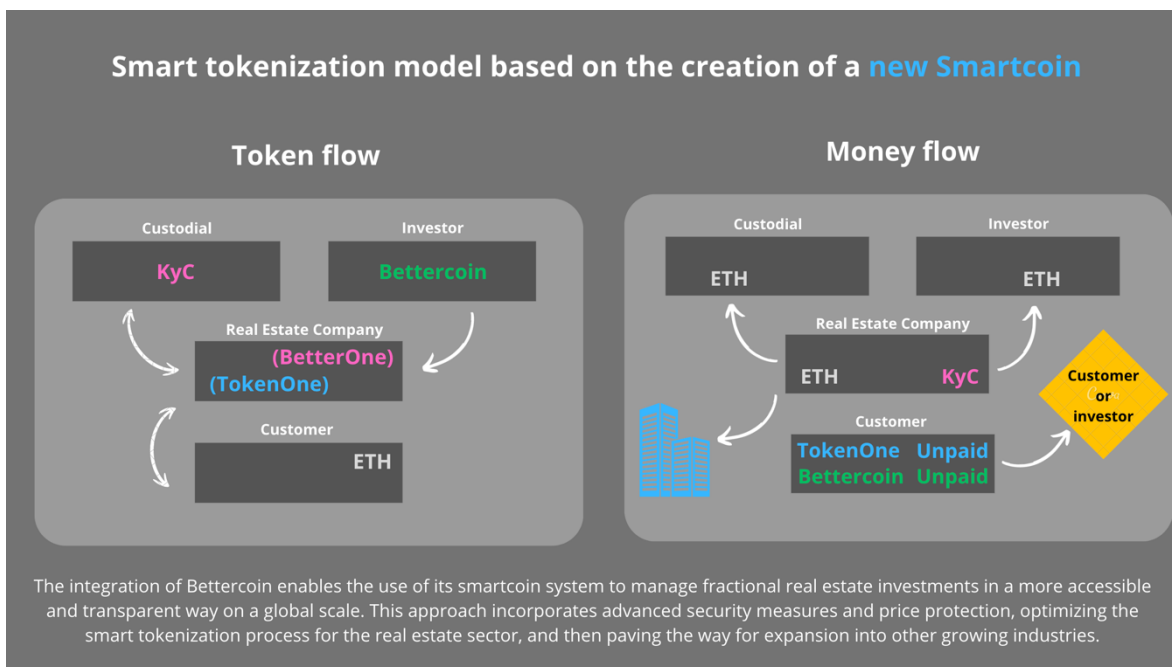 Smart tokenization model based on the creation of a new Smartcoin
Token flow
Custodial
KyC
Investor
Bettercoin
Real Estate Company
(BetterOne)
(TokenOne)
Customer
ETH
Money flow
Custodial
ETH
Investor
ETH
Real Estate Company
ETH KyC
Customer
TokenOne Unpaid
Bettercoin Unpaid
Customer
or
investor
The integration of Bettercoin enables the use of its smartcoin system to manage fractional real estate investments in a more accessible
and transparent way on a global scale. This approach incorporates advanced security measures and price protection, optimizing the
smart tokenization process for the real estate sector, and then paving the way for expansion into other growing industries.